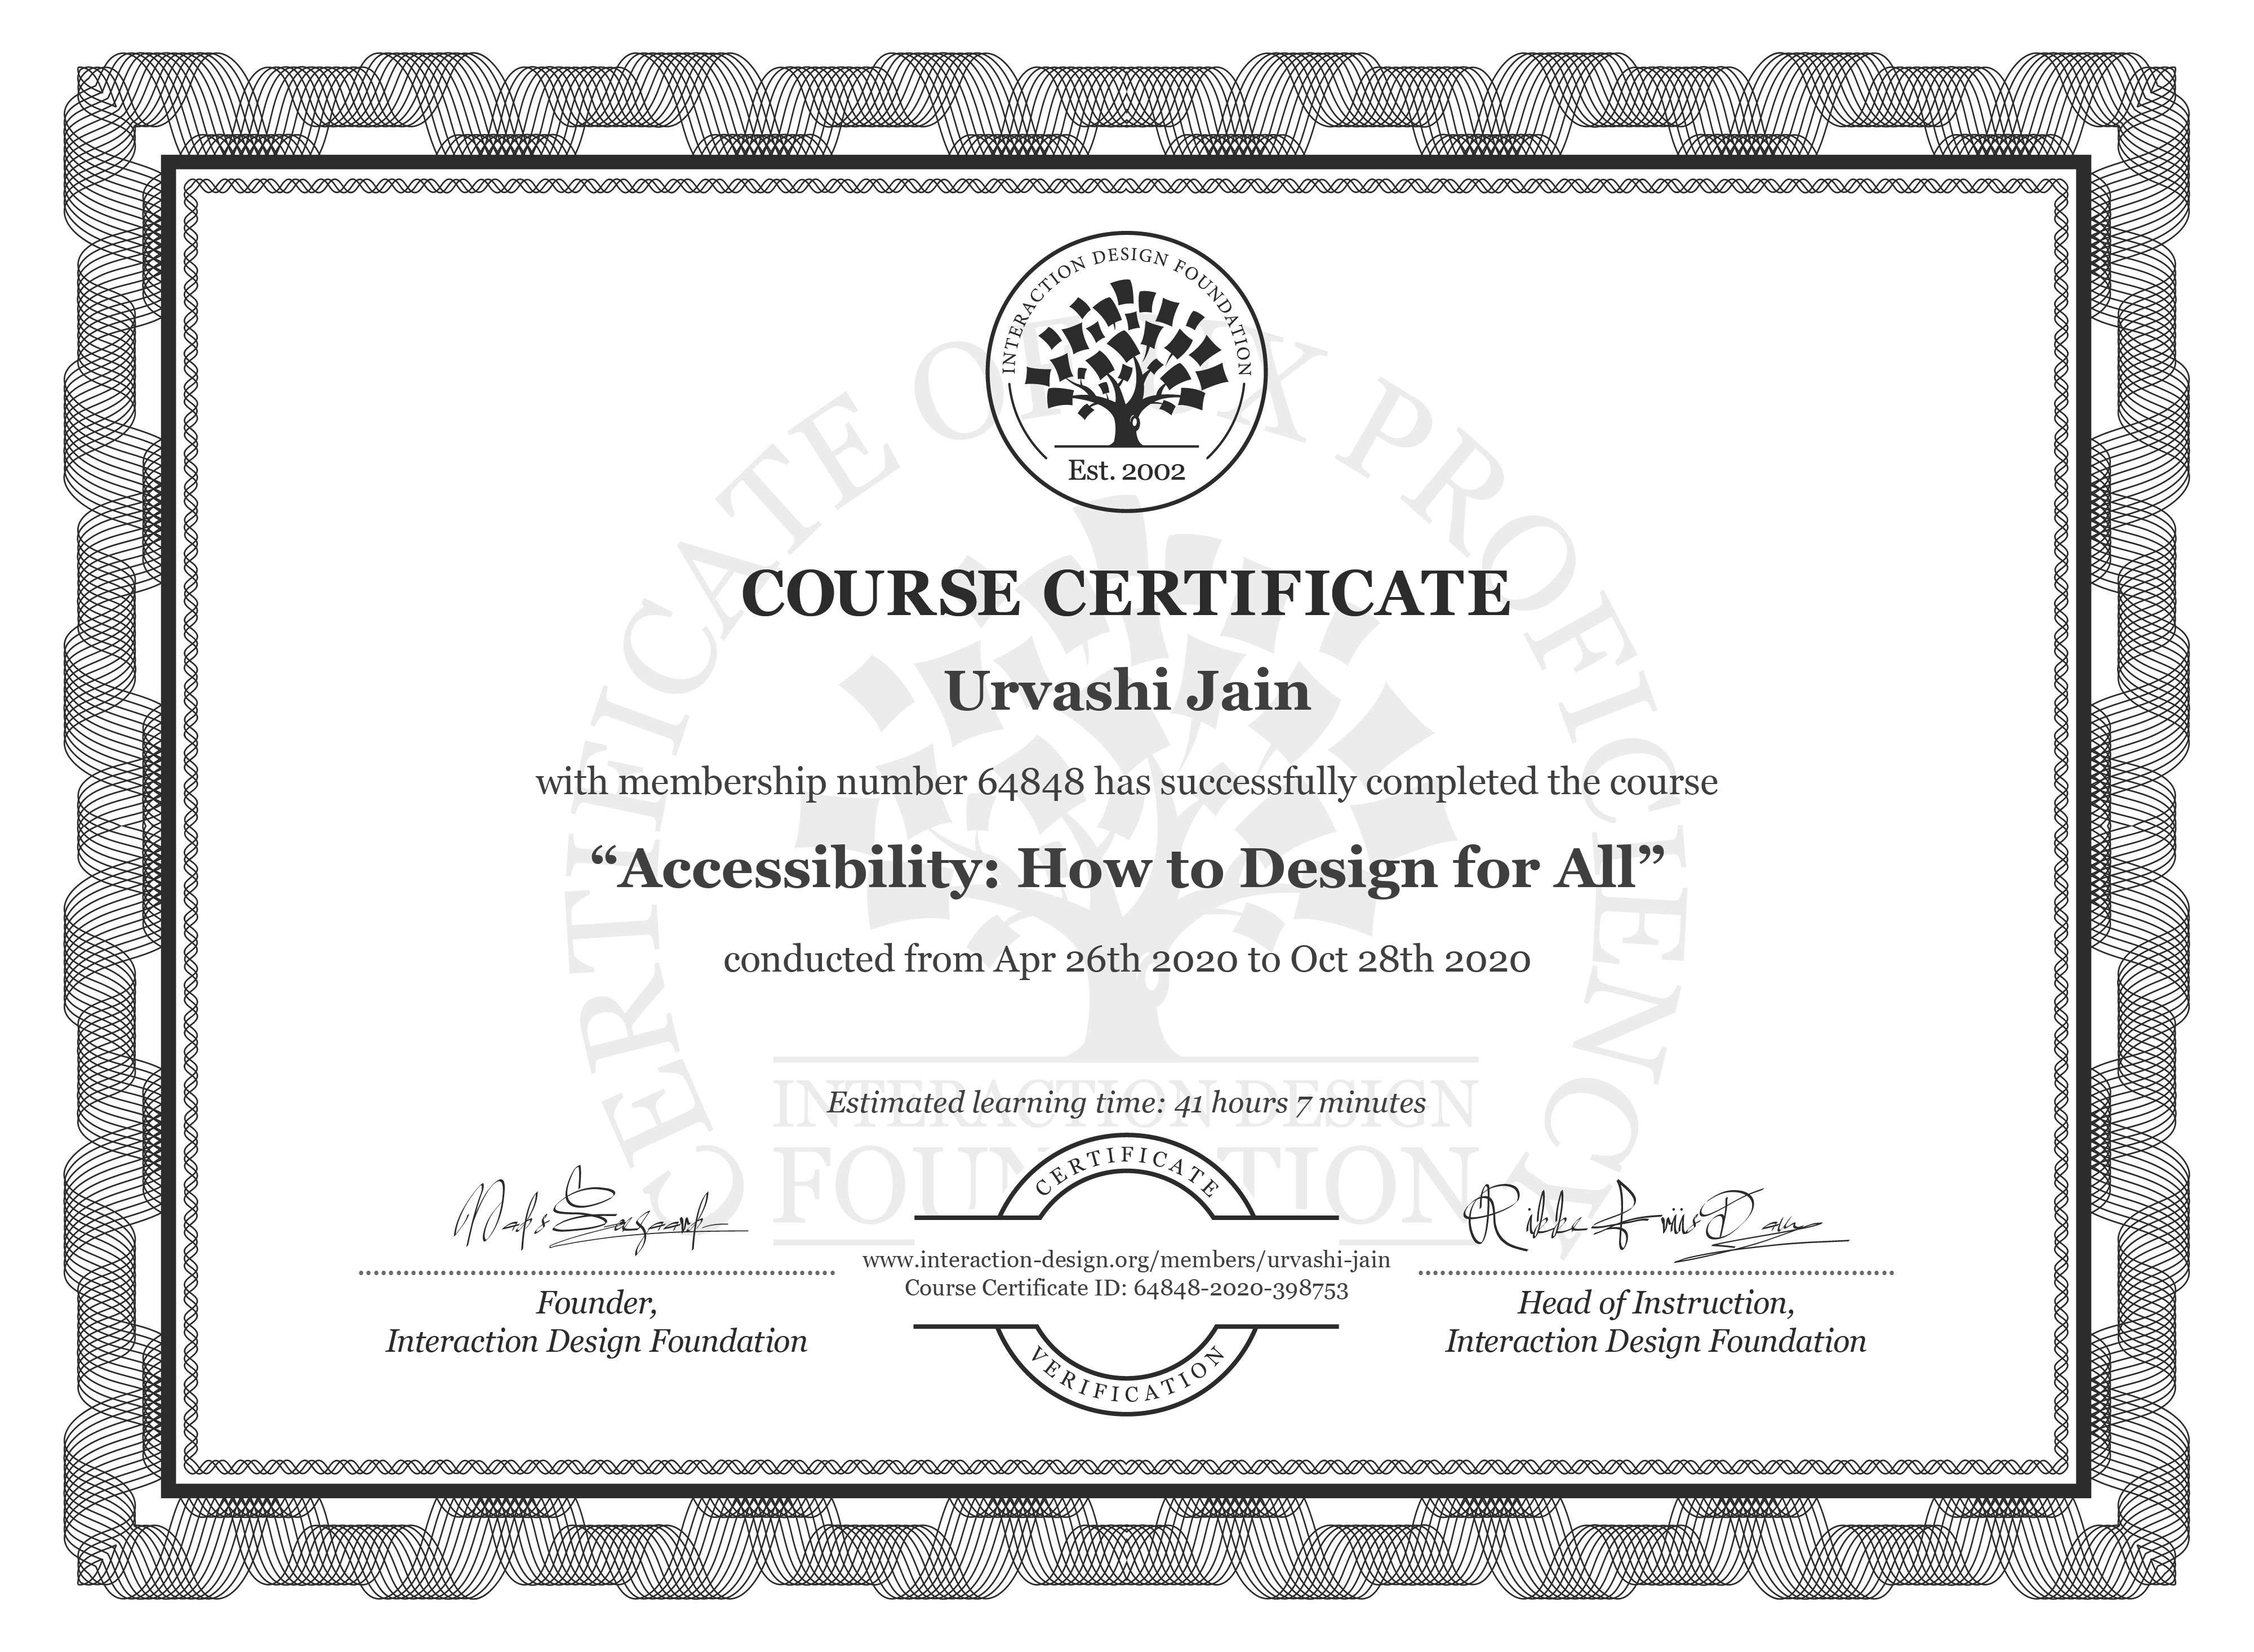 INTERACTION DESIGN FOUNDATION
Est. 2002
CERTIFICATE OF UX PROFICIENCY
COURSE CERTIFICATE
Urvashi Jain
with membership number 64848 has successfully completed the course
“Accessibility: How to Design for All”
conducted from Apr 26th 2020 to Oct 28th 2020
INTERACTION DESIGN
FOUNDATION
Estimated learning time: 41 hours 7 minutes
CERTIFICATE
www.interaction-design.org/members/urvashi-jain
Course Certificate ID: 64848-2020-398753
VERIFICATION
Founder,
Interaction Design Foundation
Rikke Friis Dam
Head of Instruction,
Interaction Design Foundation